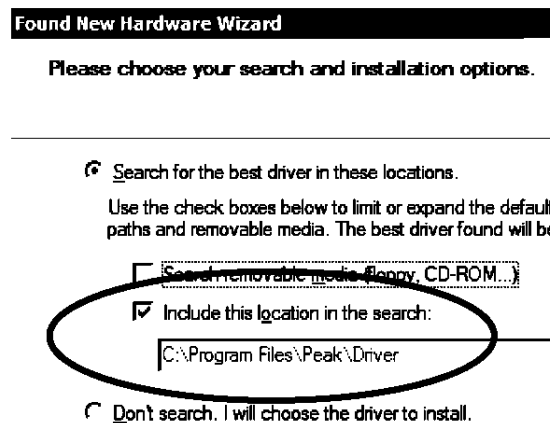 Found New Hardware Wizard
Please choose your search and installation options.
Search for the best driver in these locations.
Use the check boxes below to limit or expand the default
paths and removable media. The best driver found will be
Search removable media (floppy, CD-ROM...)
Include this location in the search:
C:\Program Files\Peak\Driver
Don't search. I will choose the driver to install.